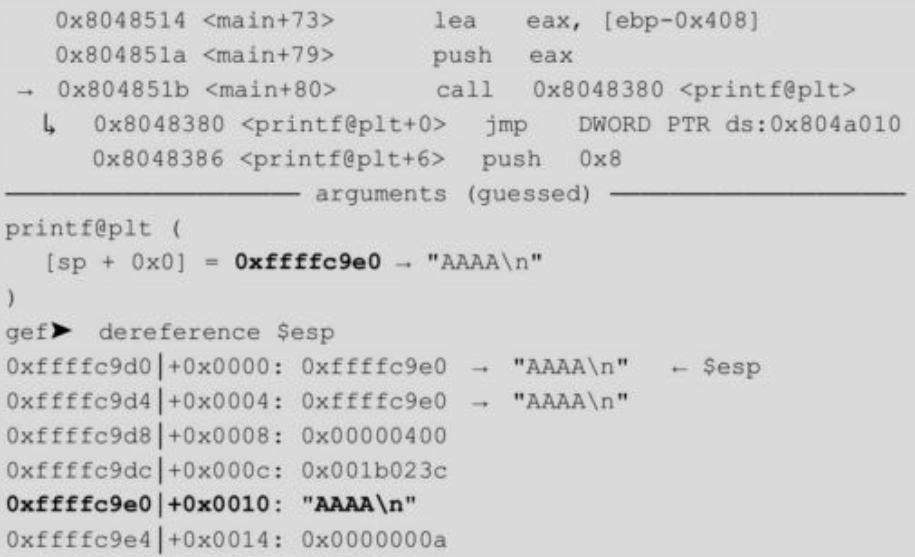 0x8048514 <main+73> lea eax, [ebp-0x408]
0x804851a <main+79> push eax
→ 0x804851b <main+80> call 0x8048380 <printf@plt>
↳ 0x8048380 <printf@plt+0> jmp DWORD PTR ds:0x804a010
0x8048386 <printf@plt+6> push 0x8
arguments (guessed)
printf@plt (
[sp + 0x0] = 0xffffc9e0 → "AAAA\n"
)
gef➤ dereference $esp
0xffffc9d0|+0x0000: 0xffffc9e0 → "AAAA\n" ← $esp
0xffffc9d4|+0x0004: 0xffffc9e0 → "AAAA\n"
0xffffc9d8|+0x0008: 0x00000400
0xffffc9dc|+0x000c: 0x001b023c
0xffffc9e0|+0x0010: "AAAA\n"
0xffffc9e4|+0x0014: 0x0000000a